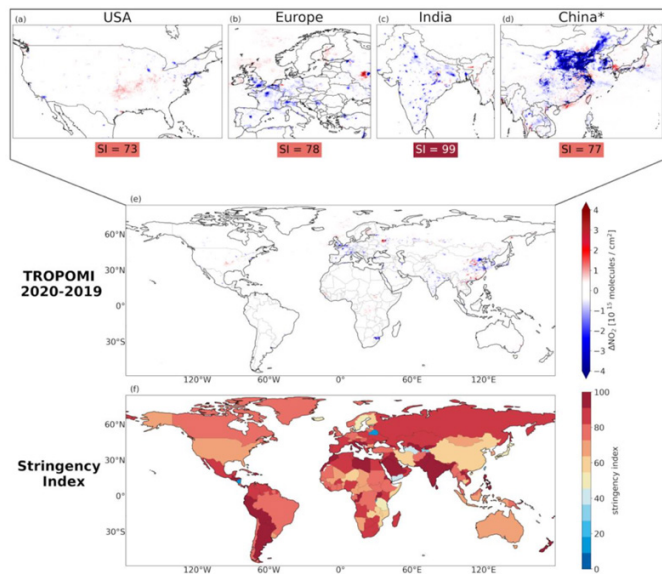 (a) USA
(b) Europe
(c) India
(d) China*
SI = 73
SI = 78
SI = 99
SI = 77
(e)
TROPOMI
2020-2019
60°N
30°N
0°
30°S
120°W 60°W 0° 60°E 120°E
4
3
2
1
0
−1
−2
−3
−4
ΔNO₂ [10 ¹⁵ molecules / cm²]
(f)
Stringency
Index
60°N
30°N
0°
30°S
120°W 60°W 0° 60°E 120°E
100
80
60
40
20
0
stringency index